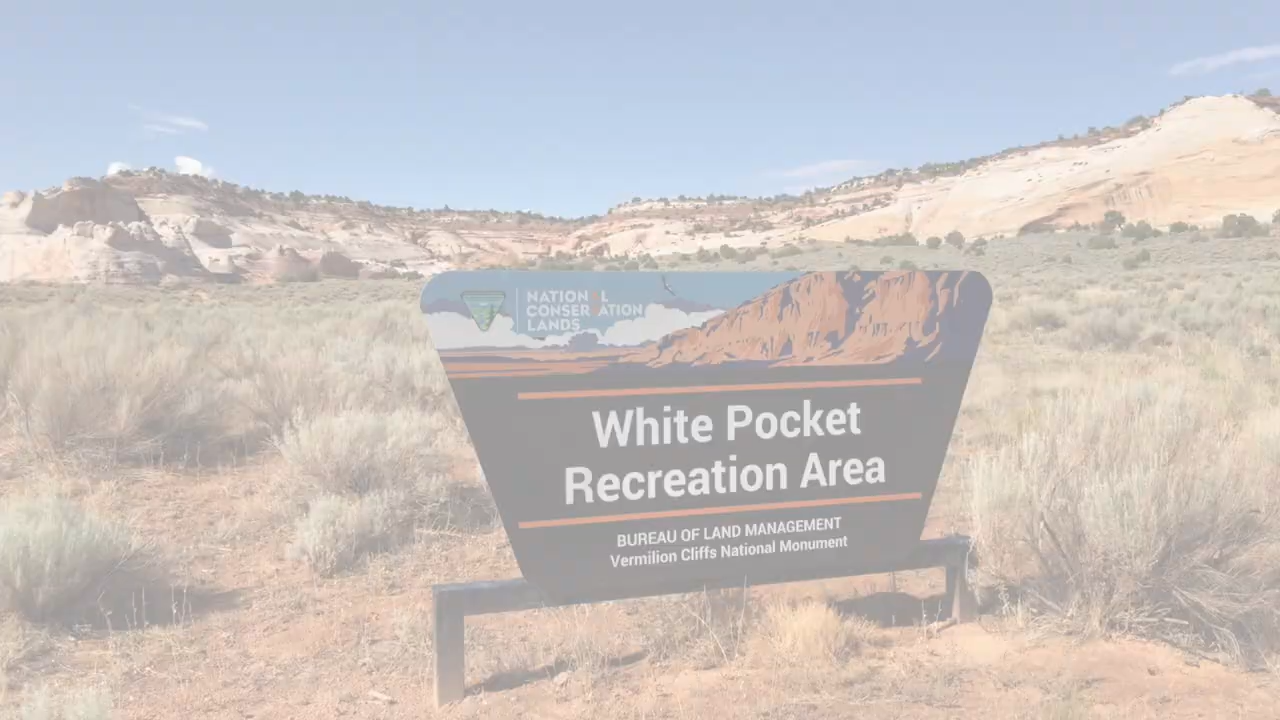 NATIONAL
CONSERVATION
LANDS
White Pocket
Recreation Area
BUREAU OF LAND MANAGEMENT
Vermilion Cliffs National Monument